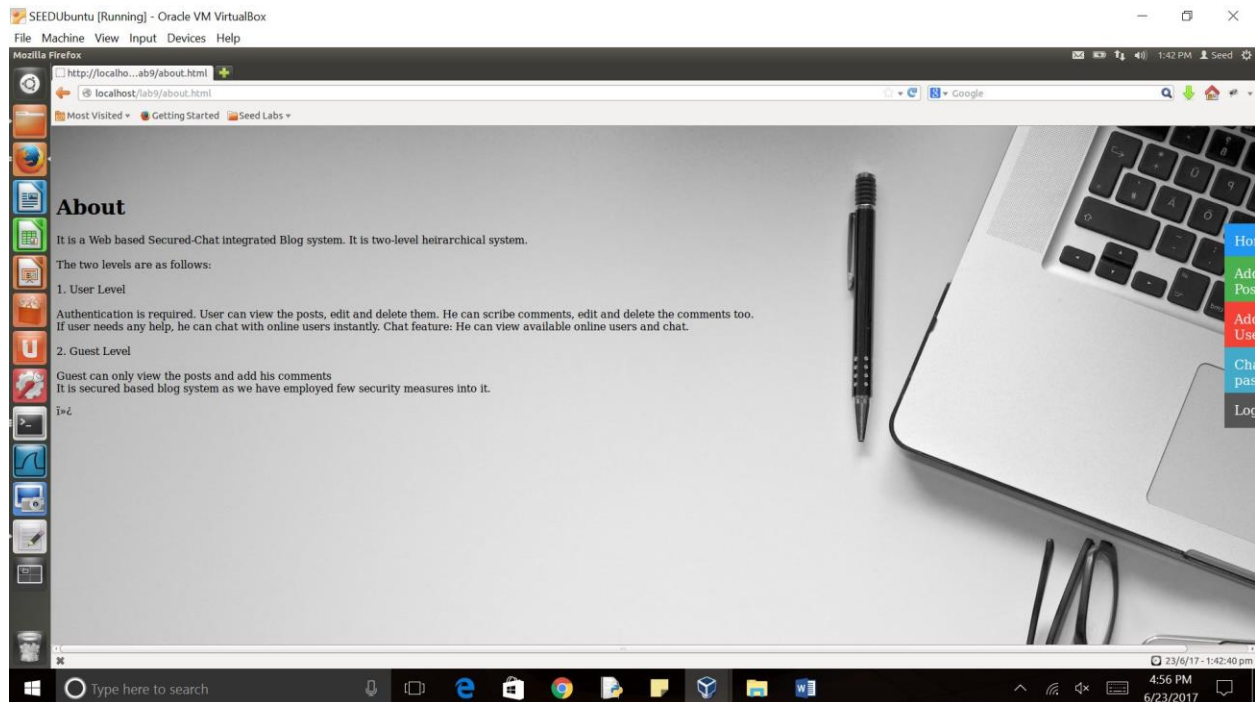 SEEDUbuntu [Running] - Oracle VM VirtualBox
File Machine View Input Devices Help
Mozilla Firefox
1:42 PM Seed
http://localho...ab9/about.html
localhost/lab9/about.html
Google
Most Visited
Getting Started
Seed Labs
About
It is a Web based Secured-Chat integrated Blog system. It is two-level heirarchical system.
The two levels are as follows:
1. User Level
Authentication is required. User can view the posts, edit and delete them. He can scribe comments, edit and delete the comments too.
If user needs any help, he can chat with online users instantly. Chat feature: He can view available online users and chat.
2. Guest Level
Guest can only view the posts and add his comments
It is secured based blog system as we have employed few security measures into it.
ï»¿
Ho
Add
Pos
Add
Use
Cha
pas
Log
23/6/17 - 1:42:40 pm
Type here to search
4:56 PM
6/23/2017